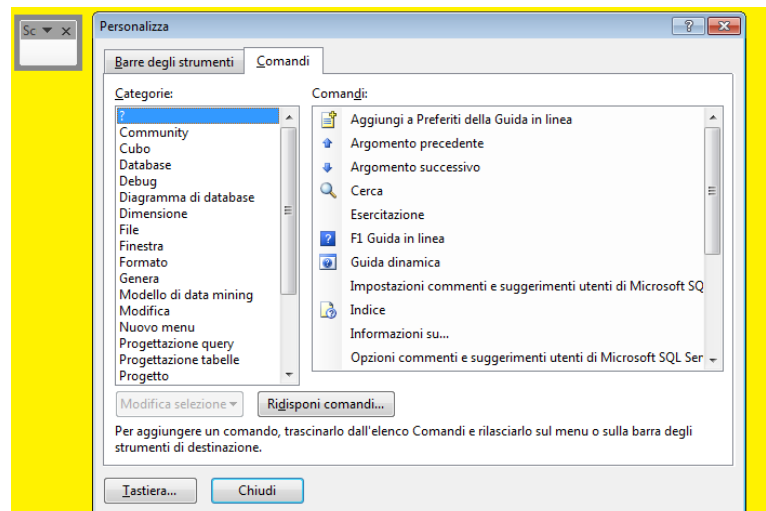 Sc
Personalizza
?
Barre degli strumenti
Comandi
Categorie:
?
Community
Cubo
Database
Debug
Diagramma di database
Dimensione
File
Finestra
Formato
Genera
Modello di data mining
Modifica
Nuovo menu
Progettazione query
Progettazione tabelle
Progetto
Comandi:
Aggiungi a Preferiti della Guida in linea
Argomento precedente
Argomento successivo
Cerca
Esercitazione
? F1 Guida in linea
Guida dinamica
Impostazioni commenti e suggerimenti utenti di Microsoft SQ
Indice
Informazioni su...
Opzioni commenti e suggerimenti utenti di Microsoft SQL Ser
Modifica selezione
Ridisponi comandi...
Per aggiungere un comando, trascinarlo dall'elenco Comandi e rilasciarlo sul menu o sulla barra degli
strumenti di destinazione.
Tastiera...
Chiudi